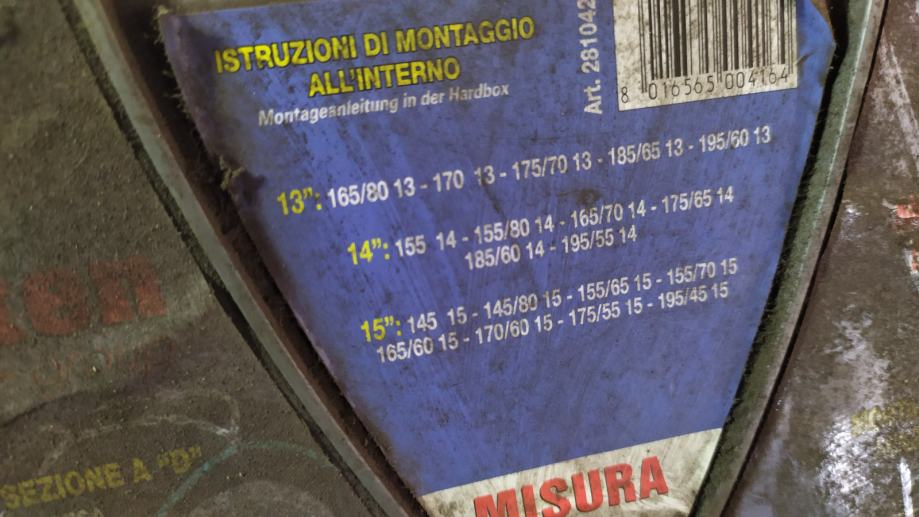 ISTRUZIONI DI MONTAGGIO
ALL'INTERNO
Montageanleitung in der Hardbox
Art. 281042
8 016565 004164
13": 165/80 13 - 170 13 - 175/70 13 - 185/65 13 - 195/60 13
14": 155 14 - 155/80 14 - 165/70 14 - 175/65 14
185/60 14 - 195/55 14
15": 145 15 - 145/80 15 - 155/65 15 - 155/70 15
165/60 15 - 170/60 15 - 175/55 15 - 195/45 15
MISURA
SEZIONE A "D"